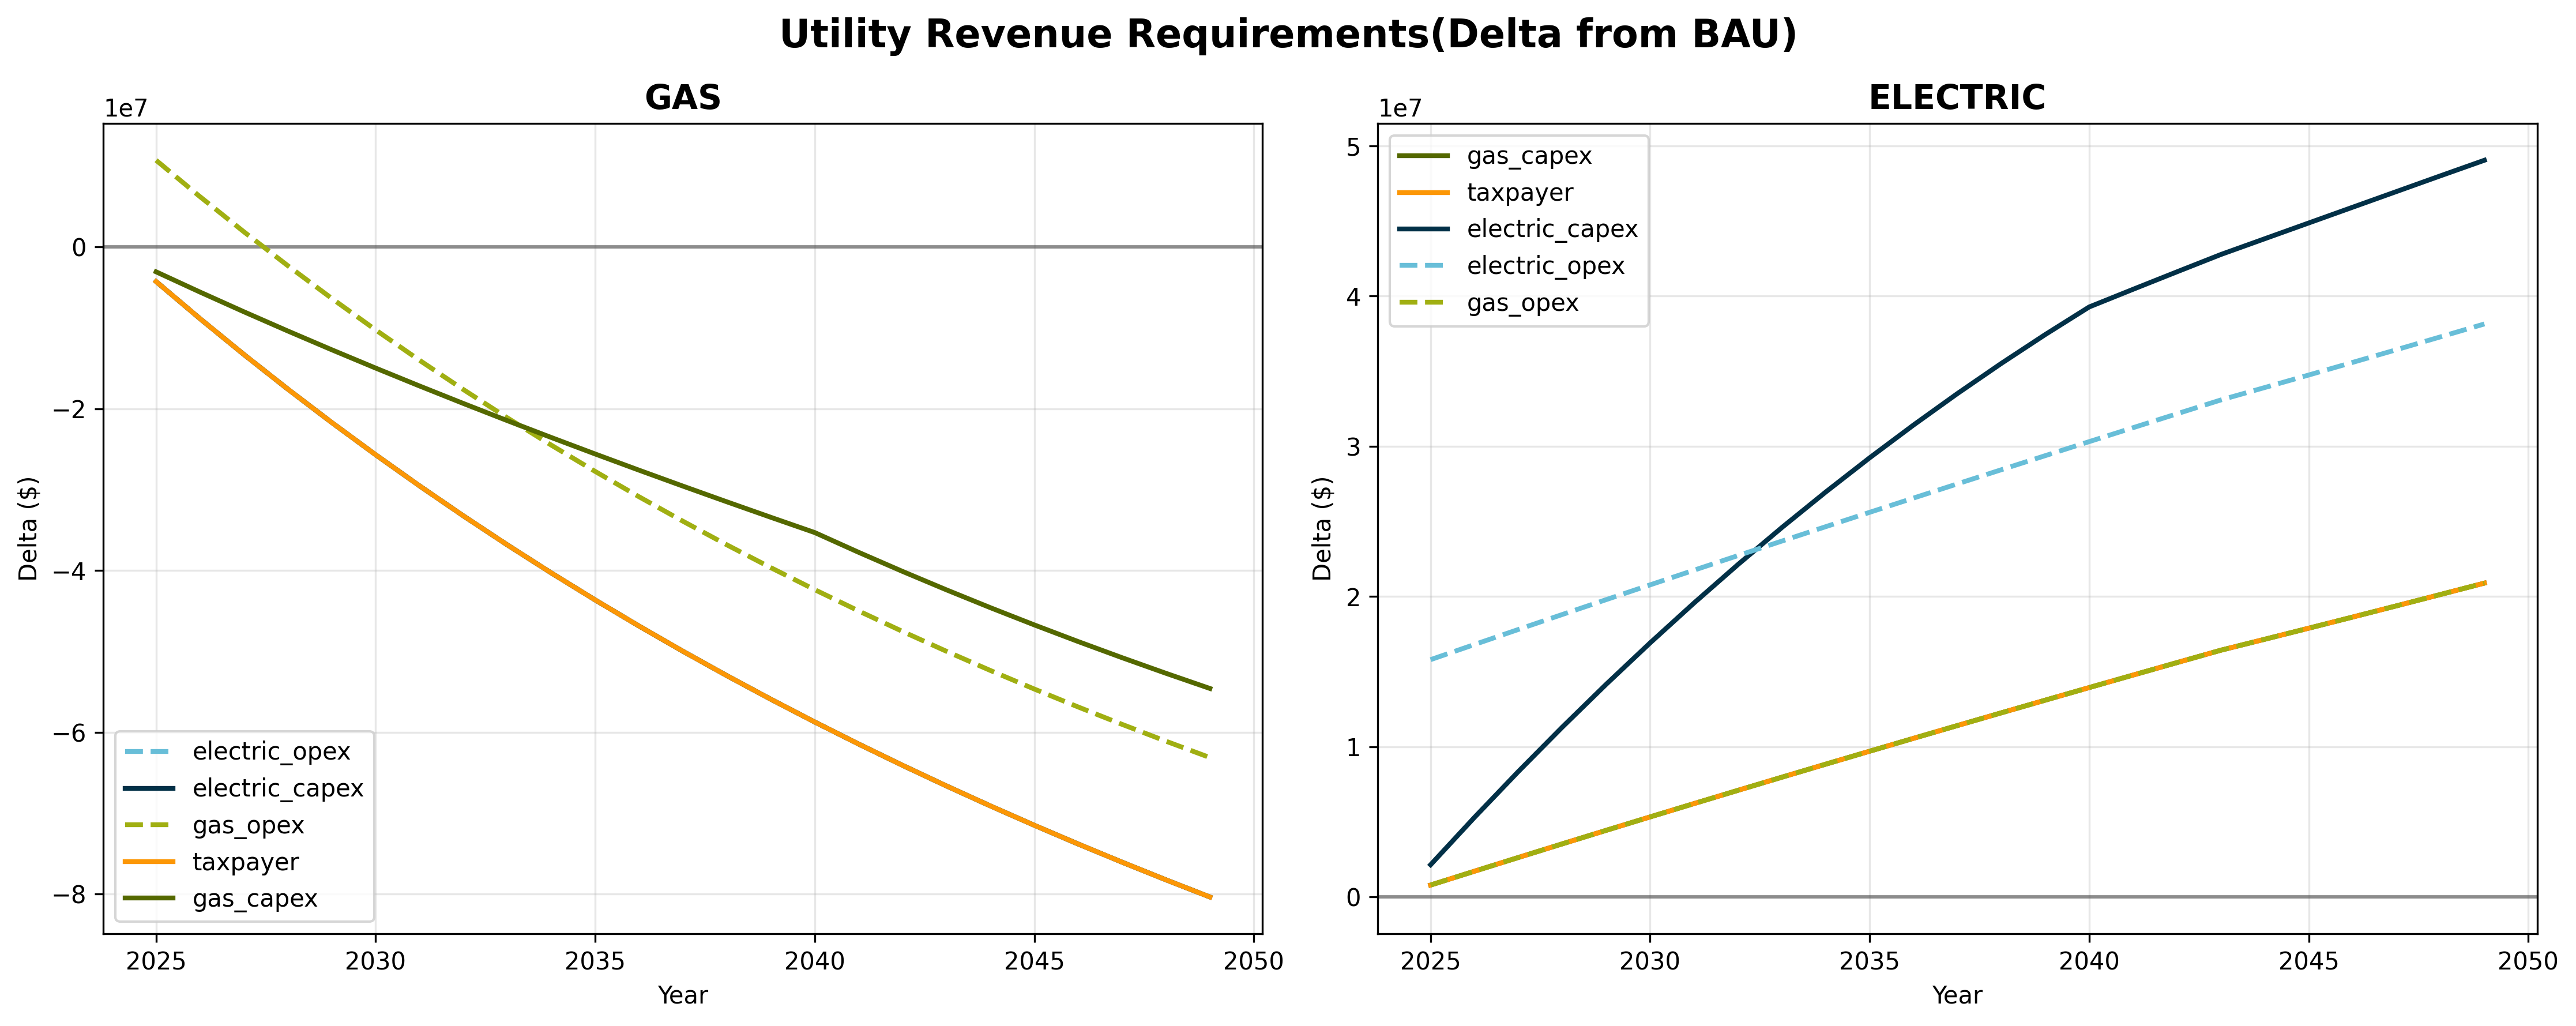 Utility Revenue Requirements(Delta from BAU)
GAS
1e7
0
−2
−4
−6
−8
Delta ($)
electric_opex
electric_capex
gas_opex
taxpayer
gas_capex
2025 2030 2035 2040 2045 2050
Year
ELECTRIC
1e7
5
4
3
2
1
0
Delta ($)
gas_capex
taxpayer
electric_capex
electric_opex
gas_opex
2025 2030 2035 2040 2045 2050
Year